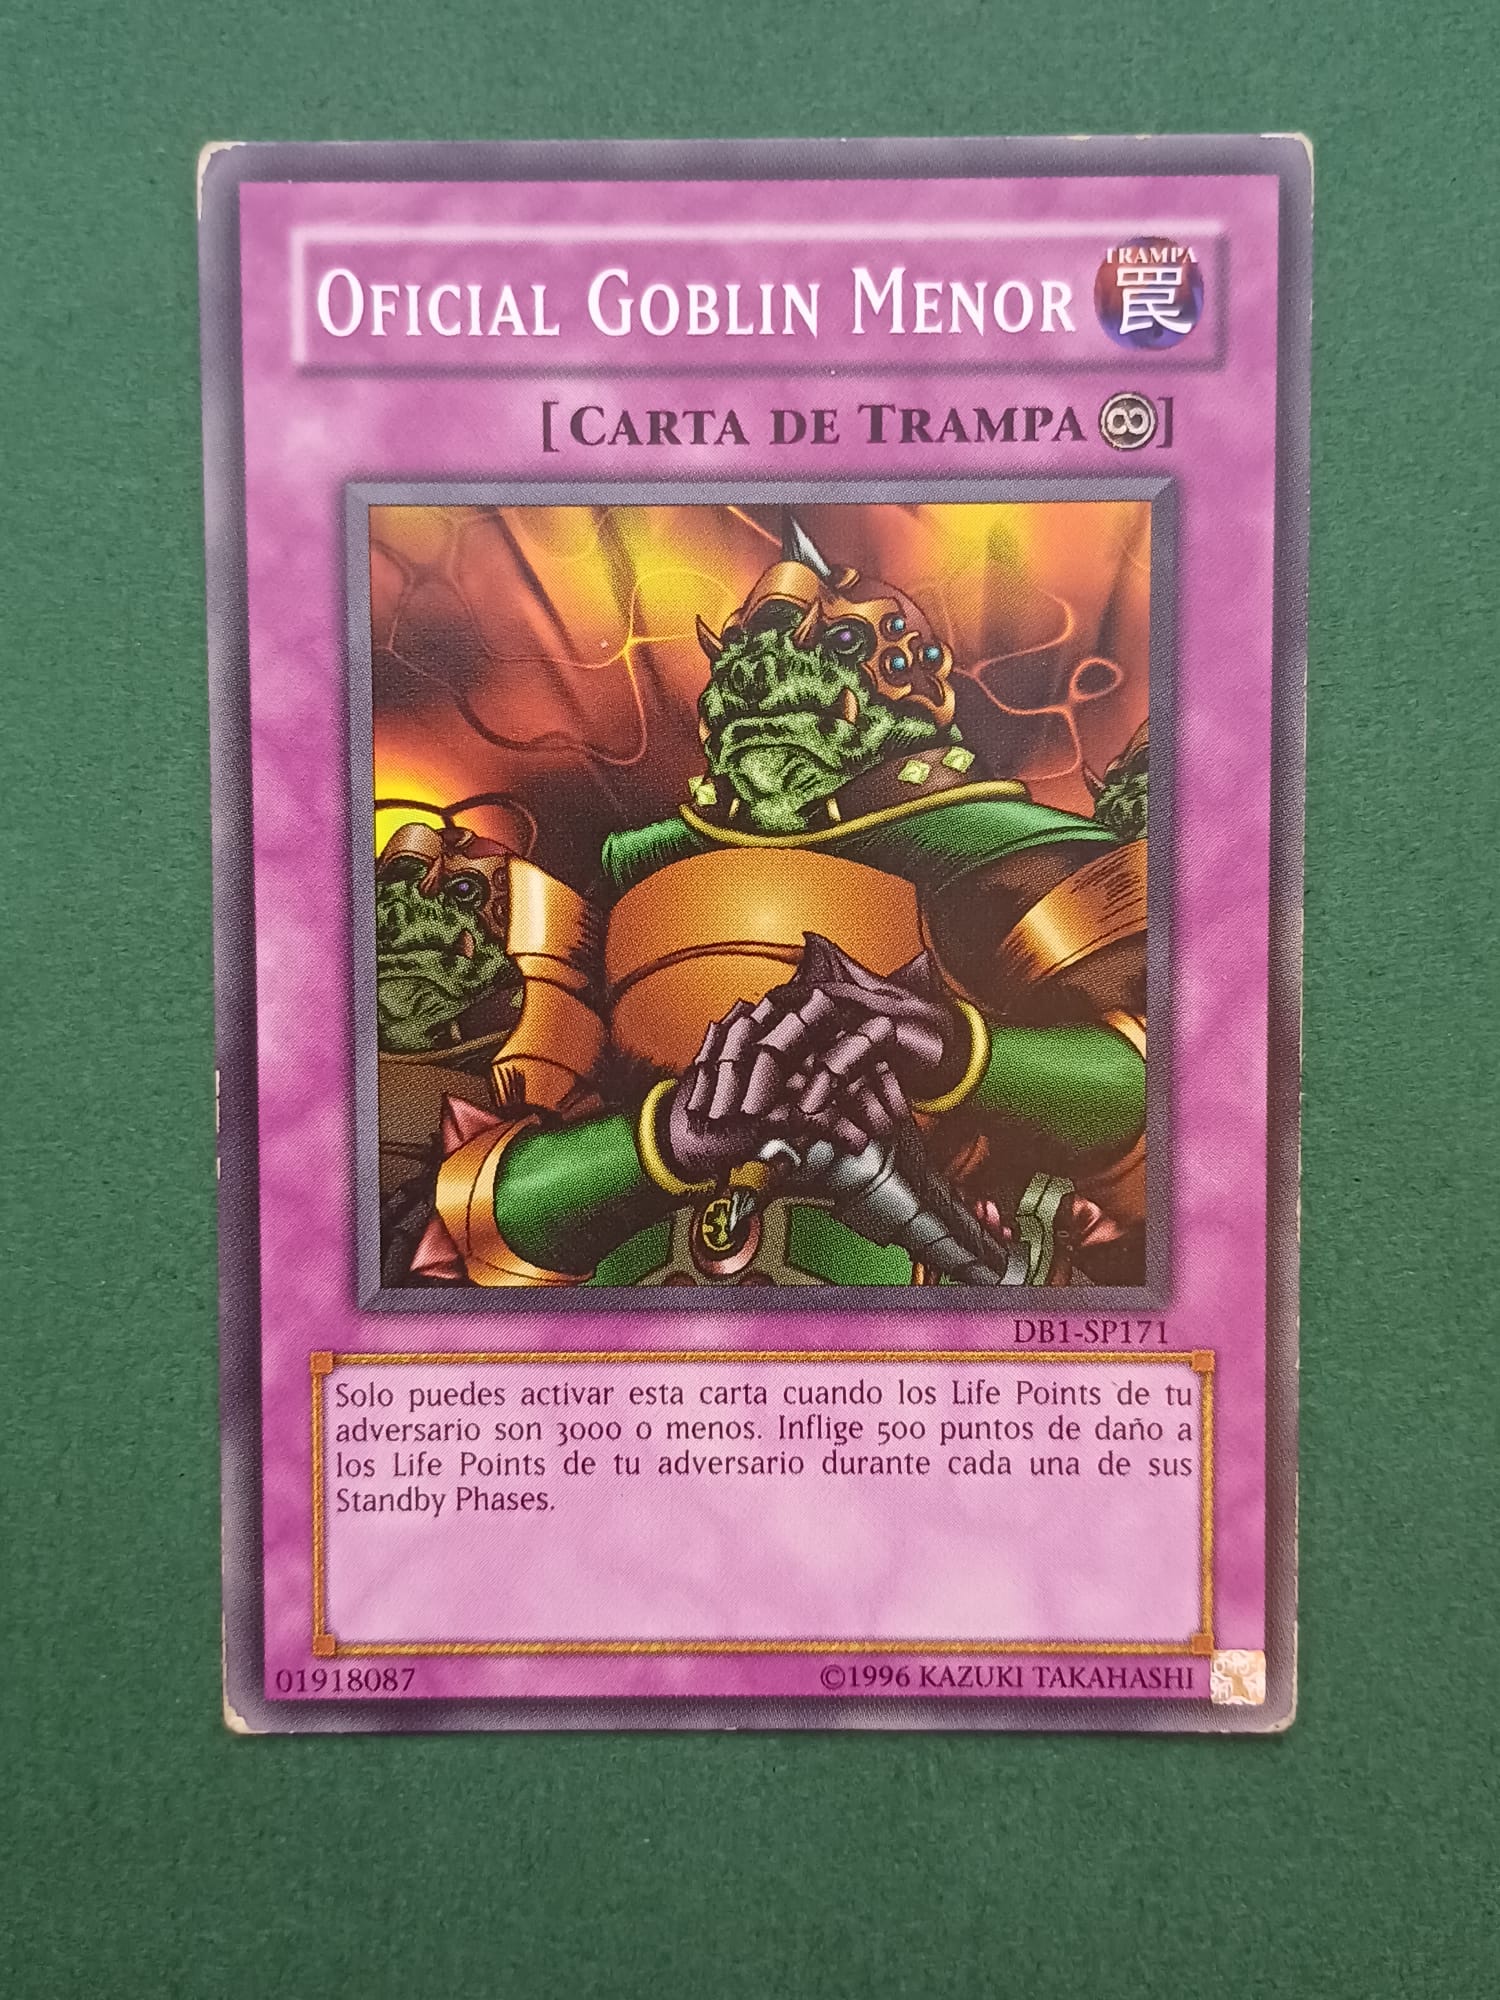 OFICIAL GOBLIN MENOR
TRAMPA
罠
[CARTA DE TRAMPA ∞]
DB1-SP171
Solo puedes activar esta carta cuando los Life Points de tu
adversario son 3000 o menos. Inflige 500 puntos de daño a
los Life Points de tu adversario durante cada una de sus
Standby Phases.
01918087
©1996 KAZUKI TAKAHASHI